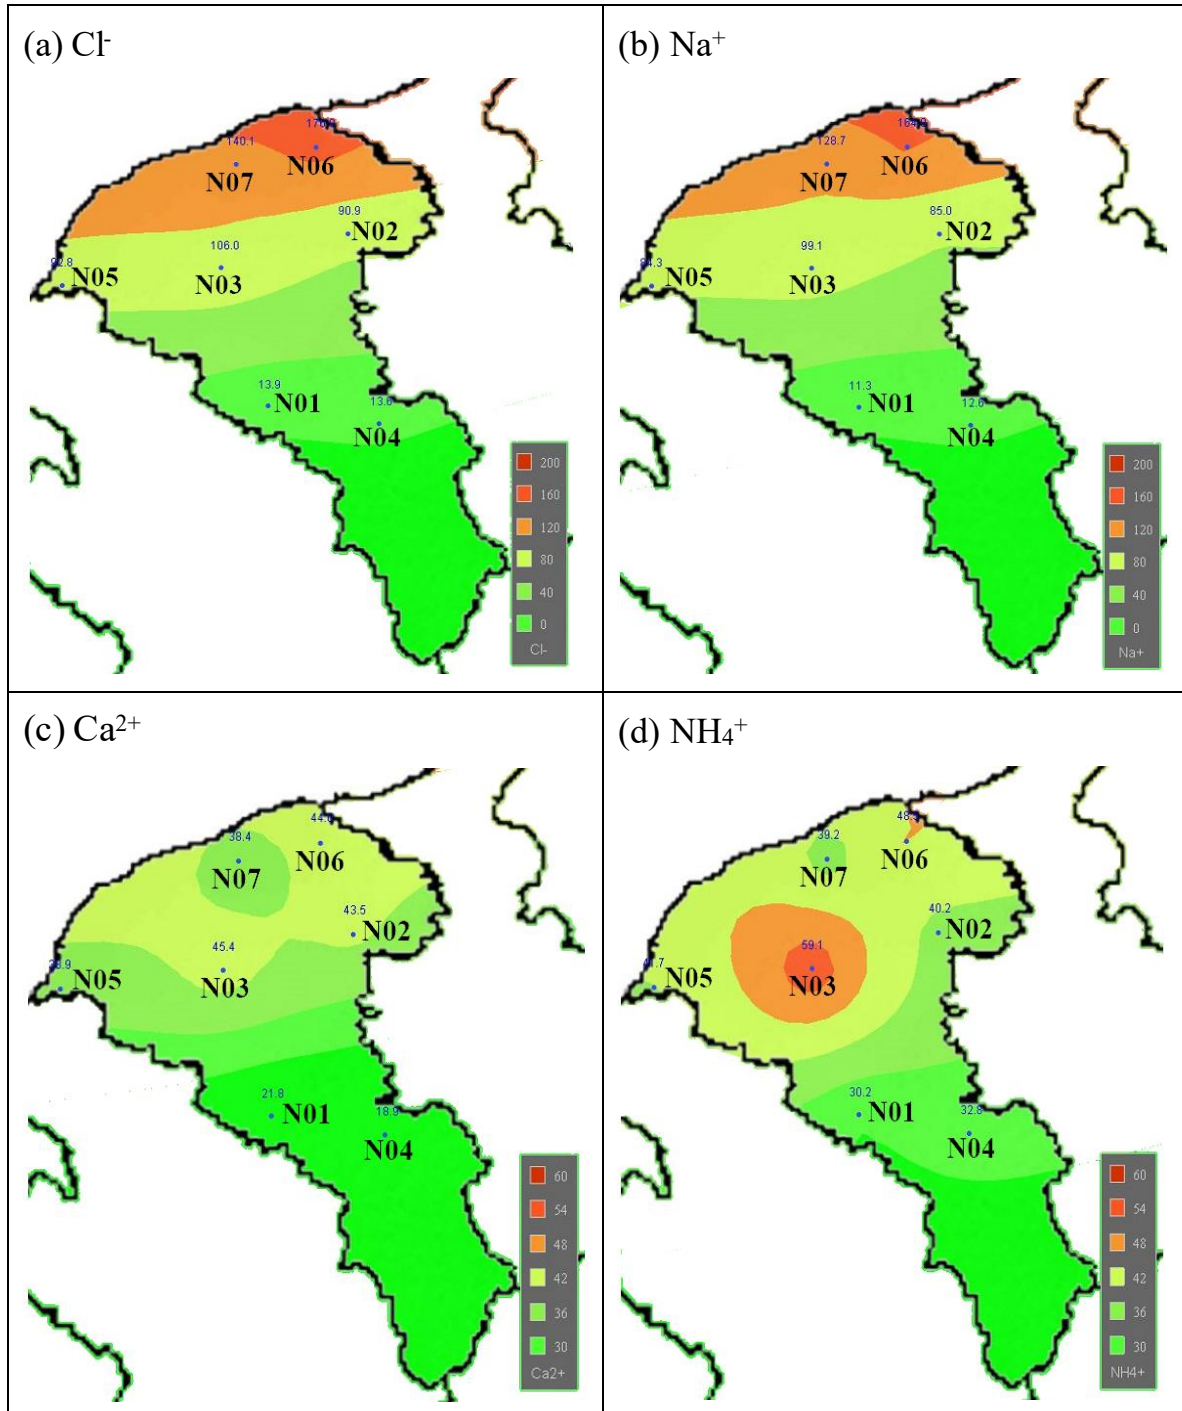 (a) Cl-
140.1
N07
N06
90.9
N02
106.0
N03
N05
13.9
N01
13.6
N04
200
160
120
80
40
0
Cl-
(b) Na+
128.7
N07
N06
85.0
N02
99.1
N03
N05
11.3
N01
12.6
N04
200
160
120
80
40
0
Na+
(c) Ca2+
38.4
N07
N06
43.5
N02
45.4
N03
N05
21.8
N01
18.9
N04
60
54
48
42
36
30
Ca2+
(d) NH4+
39.2
N07
N06
40.2
N02
59.1
N03
N05
30.2
N01
32.8
N04
60
54
48
42
36
30
NH4+